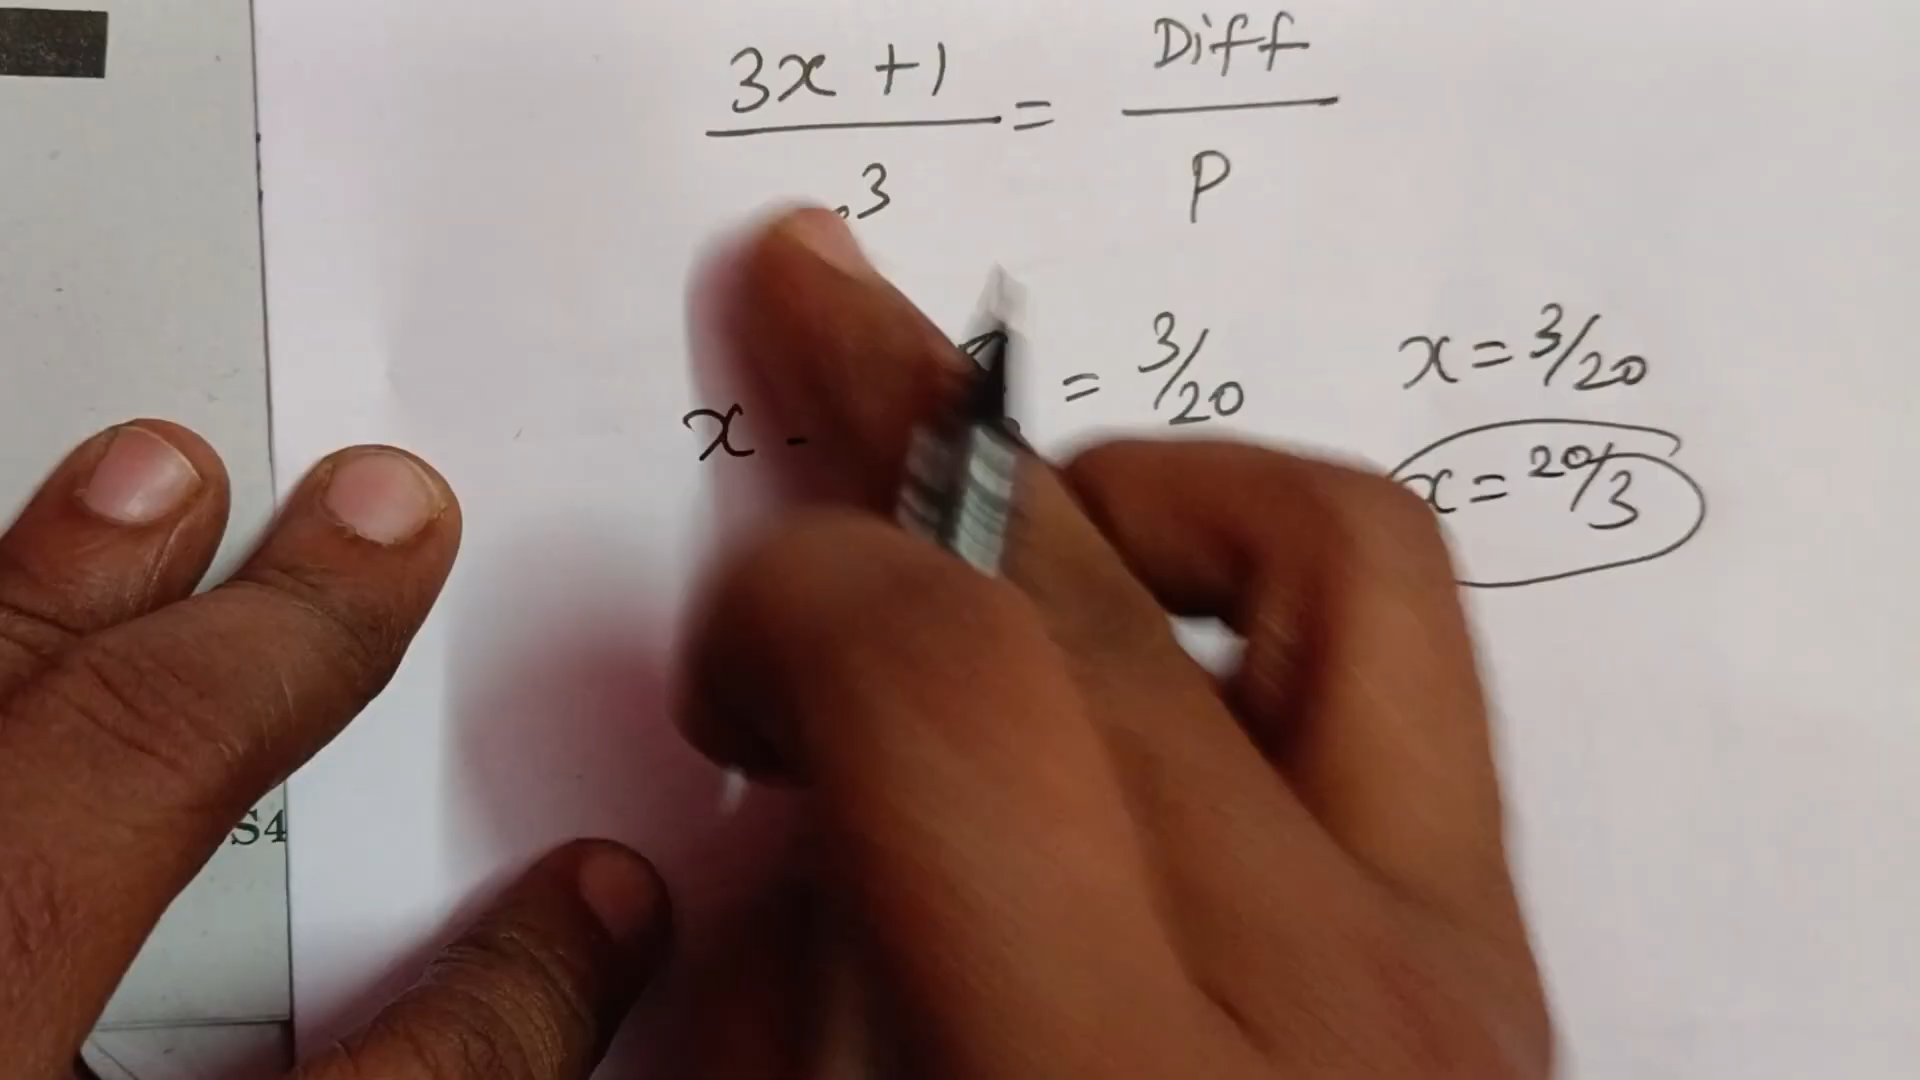 3x + 1 = Diff
3 P
= 3/20 x = 3/20
x - x = 20/3
S4